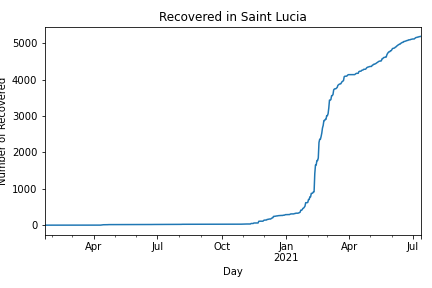 Recovered in Saint Lucia
Number of Recovered
5000
4000
3000
2000
1000
0
Apr
Jul
Oct
Jan
2021
Apr
Jul
Day